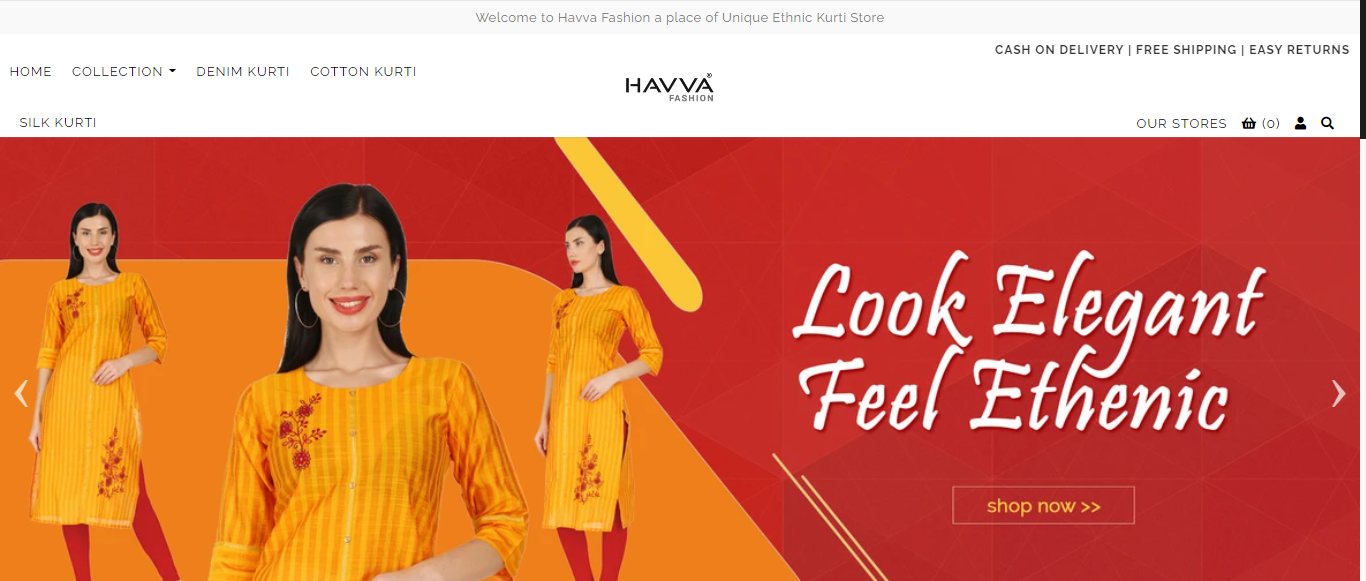 Welcome to Havva Fashion a place of Unique Ethnic Kurti Store
CASH ON DELIVERY | FREE SHIPPING | EASY RETURNS
HOME COLLECTION DENIM KURTI COTTON KURTI
HAVVA®
FASHION
SILK KURTI
OUR STORES (0)
Look Elegant
Feel Ethenic
shop now >>